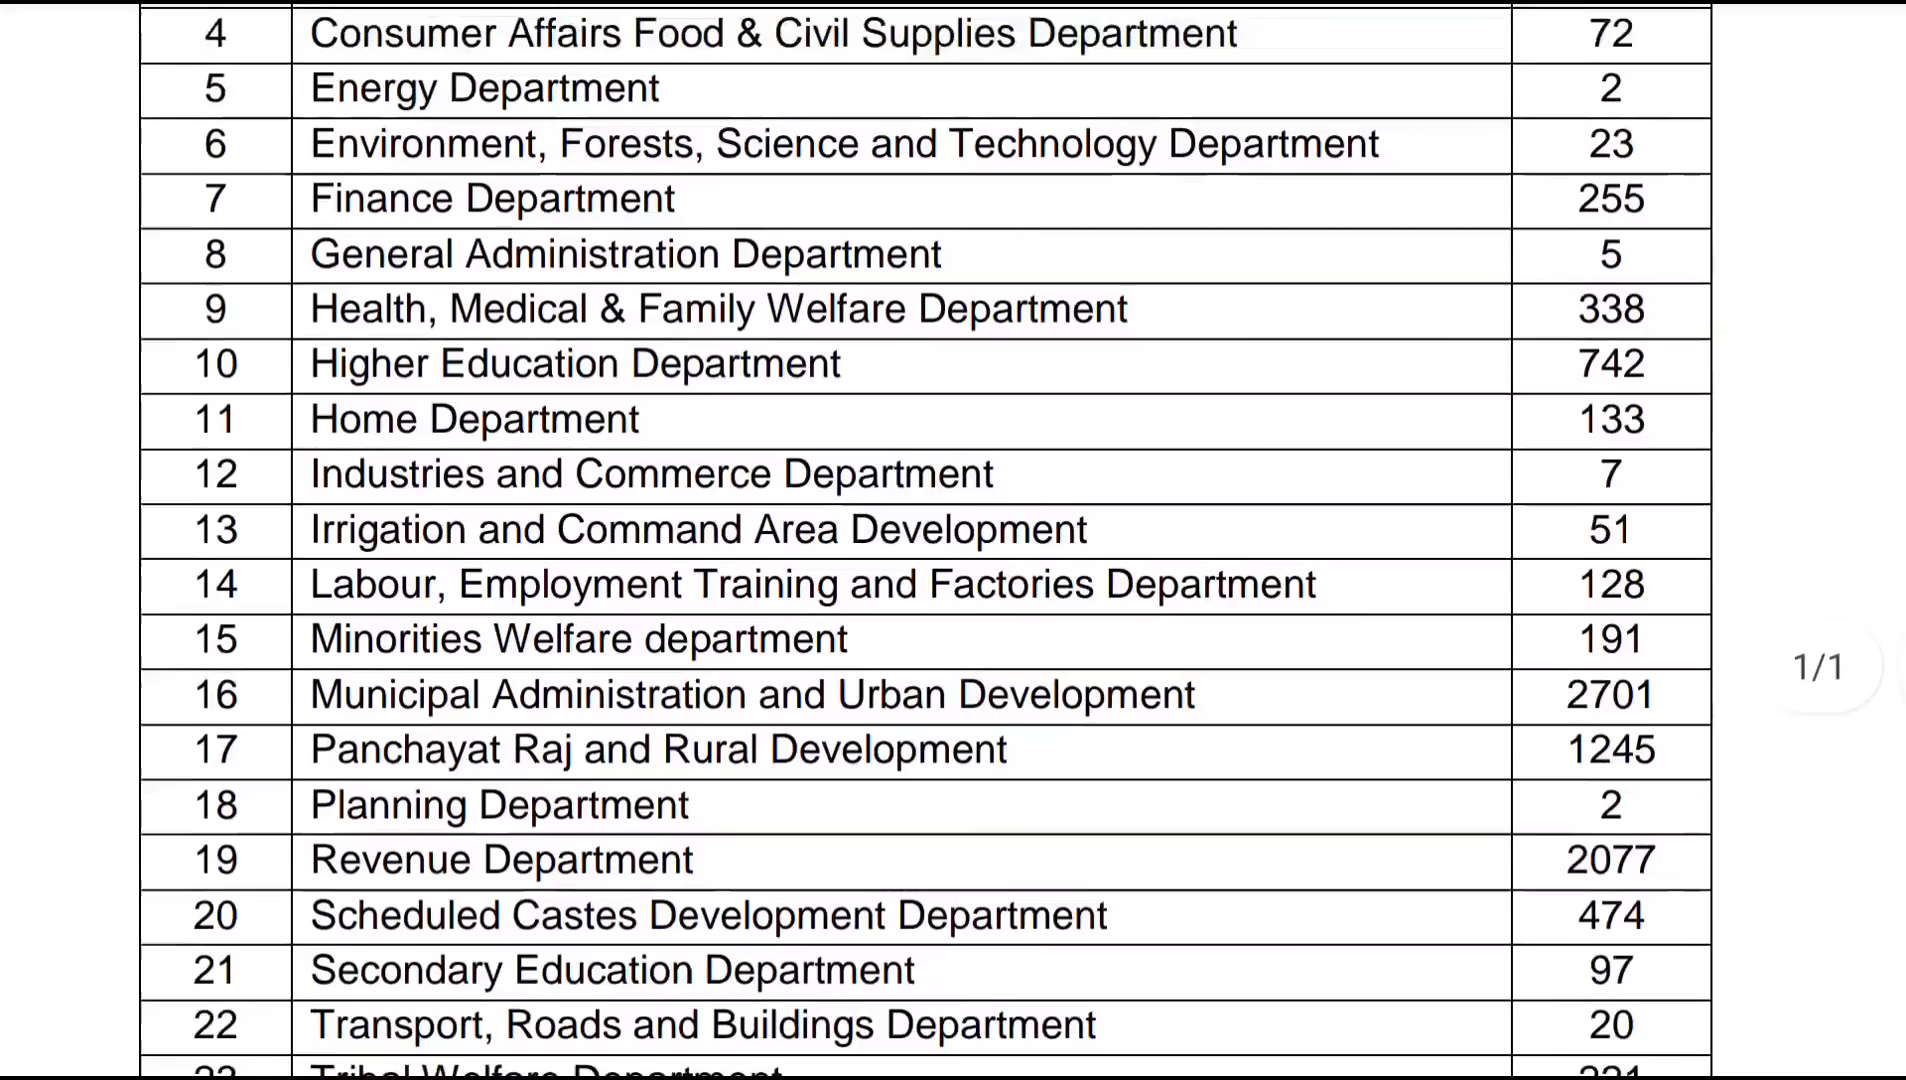 4 Consumer Affairs Food & Civil Supplies Department 72
5 Energy Department 2
6 Environment, Forests, Science and Technology Department 23
7 Finance Department 255
8 General Administration Department 5
9 Health, Medical & Family Welfare Department 338
10 Higher Education Department 742
11 Home Department 133
12 Industries and Commerce Department 7
13 Irrigation and Command Area Development 51
14 Labour, Employment Training and Factories Department 128
15 Minorities Welfare department 191
1/1
16 Municipal Administration and Urban Development 2701
17 Panchayat Raj and Rural Development 1245
18 Planning Department 2
19 Revenue Department 2077
20 Scheduled Castes Development Department 474
21 Secondary Education Department 97
22 Transport, Roads and Buildings Department 20
Tribal Welfare Department